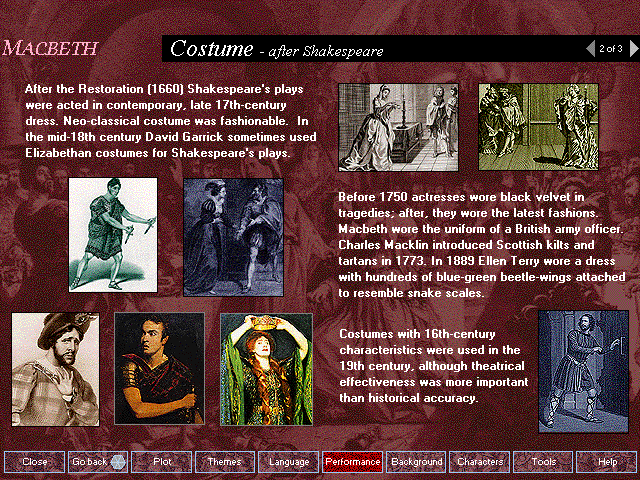 MACBETH
Costume - after Shakespeare
2 of 3
After the Restoration (1660) Shakespeare's plays
were acted in contemporary, late 17th-century
dress. Neo-classical costume was fashionable. In
the mid-18th century David Garrick sometimes used
Elizabethan costumes for Shakespeare's plays.
Before 1750 actresses wore black velvet in
tragedies; after, they wore the latest fashions.
Macbeth wore the uniform of a British army officer.
Charles Macklin introduced Scottish kilts and
tartans in 1773. In 1889 Ellen Terry wore a dress
with hundreds of blue-green beetle-wings attached
to resemble snake scales.
Costumes with 16th-century
characteristics were used in the
19th century, although theatrical
effectiveness was more important
than historical accuracy.
Close Go back Plot Themes Language Performance Background Characters Tools Help